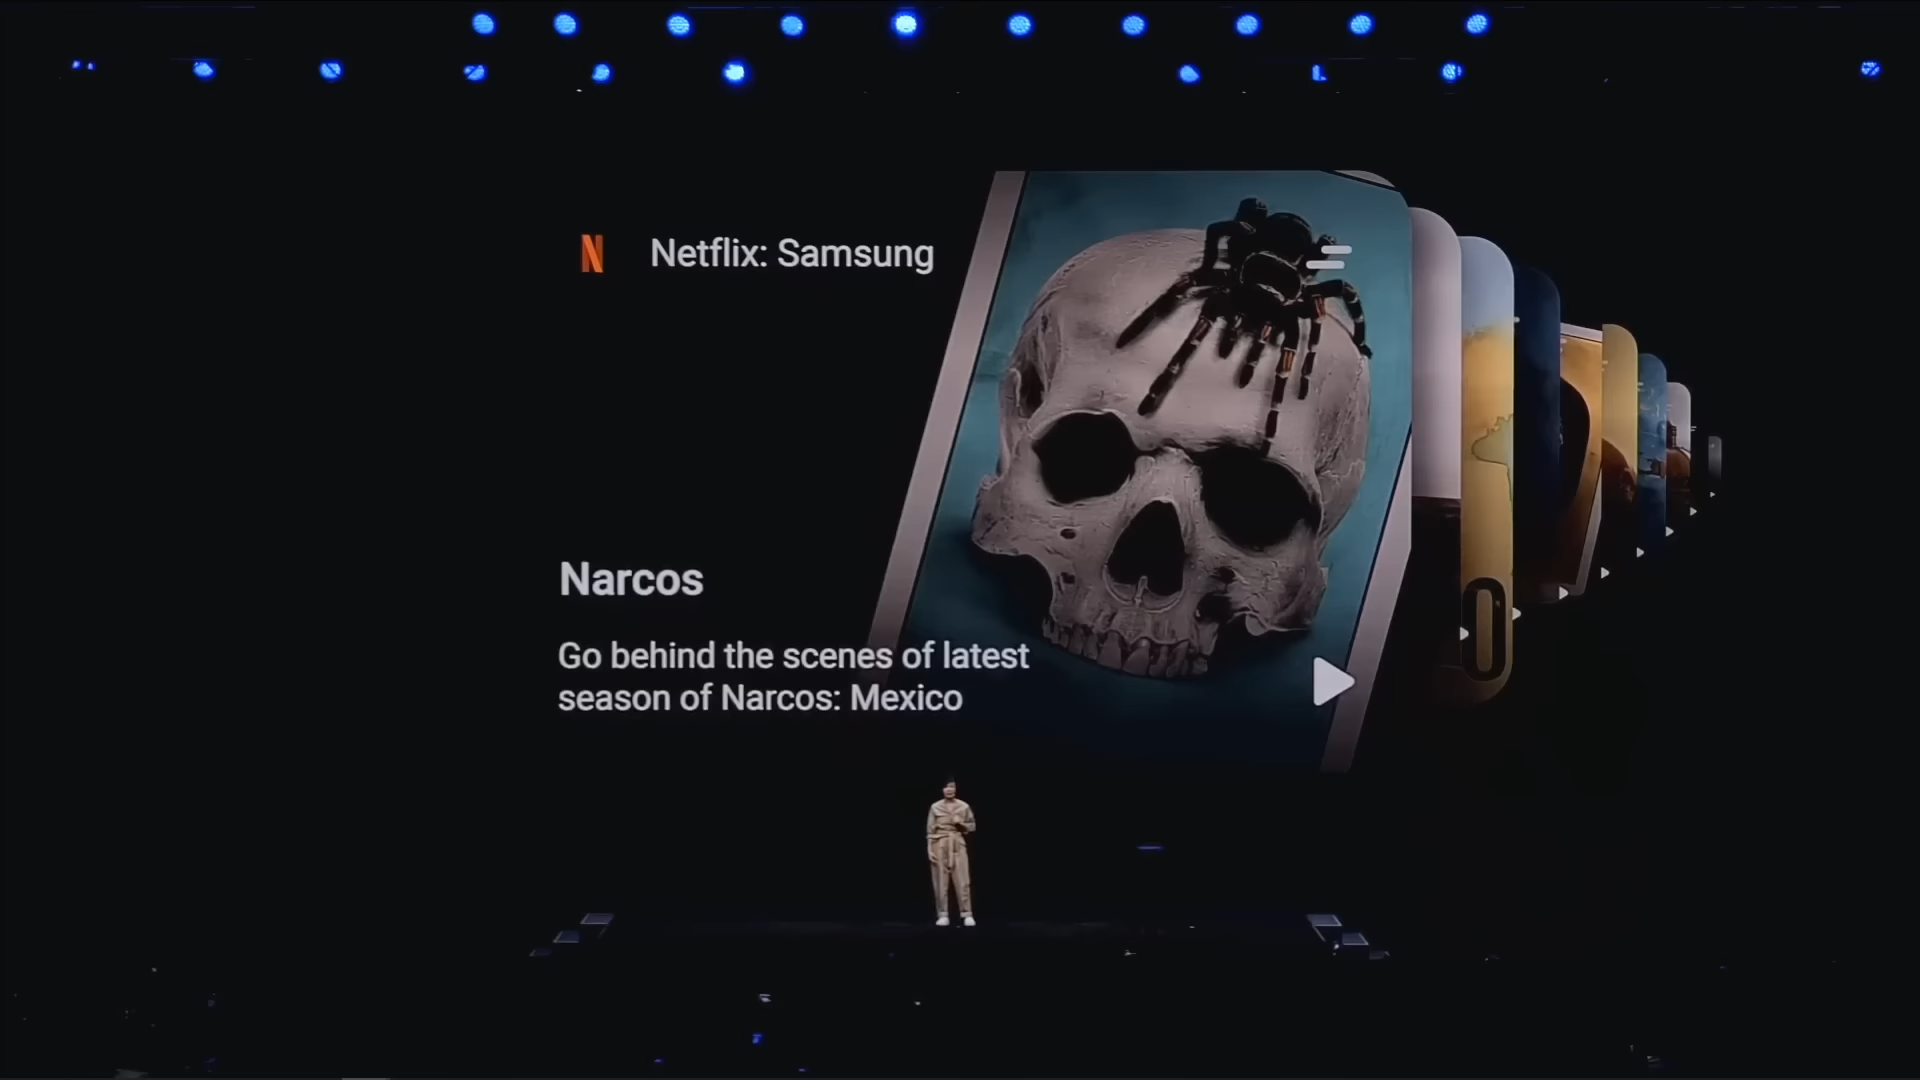 Netflix: Samsung
Narcos
Go behind the scenes of latest
season of Narcos: Mexico